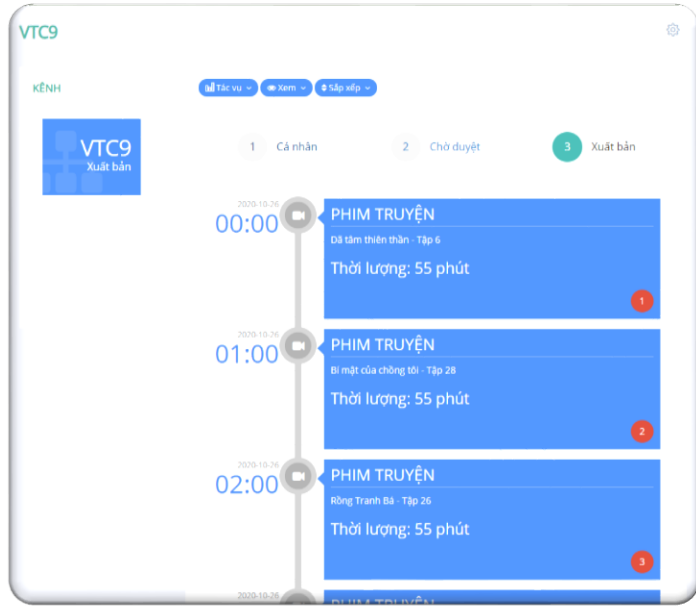 VTC9
KÊNH
Tác vụ
Xem
Sắp xếp
VTC9
Xuất bản
1 Cá nhân
2 Chờ duyệt
3 Xuất bản
2020-10-26
00:00
PHIM TRUYỆN
Dã tâm thiên thần - Tập 6
Thời lượng: 55 phút
1
2020-10-26
01:00
PHIM TRUYỆN
Bí mật của chồng tôi - Tập 28
Thời lượng: 55 phút
2
2020-10-26
02:00
PHIM TRUYỆN
Rồng Tranh Bá - Tập 26
Thời lượng: 55 phút
3
2020-10-26
PHIM TRUYỆN